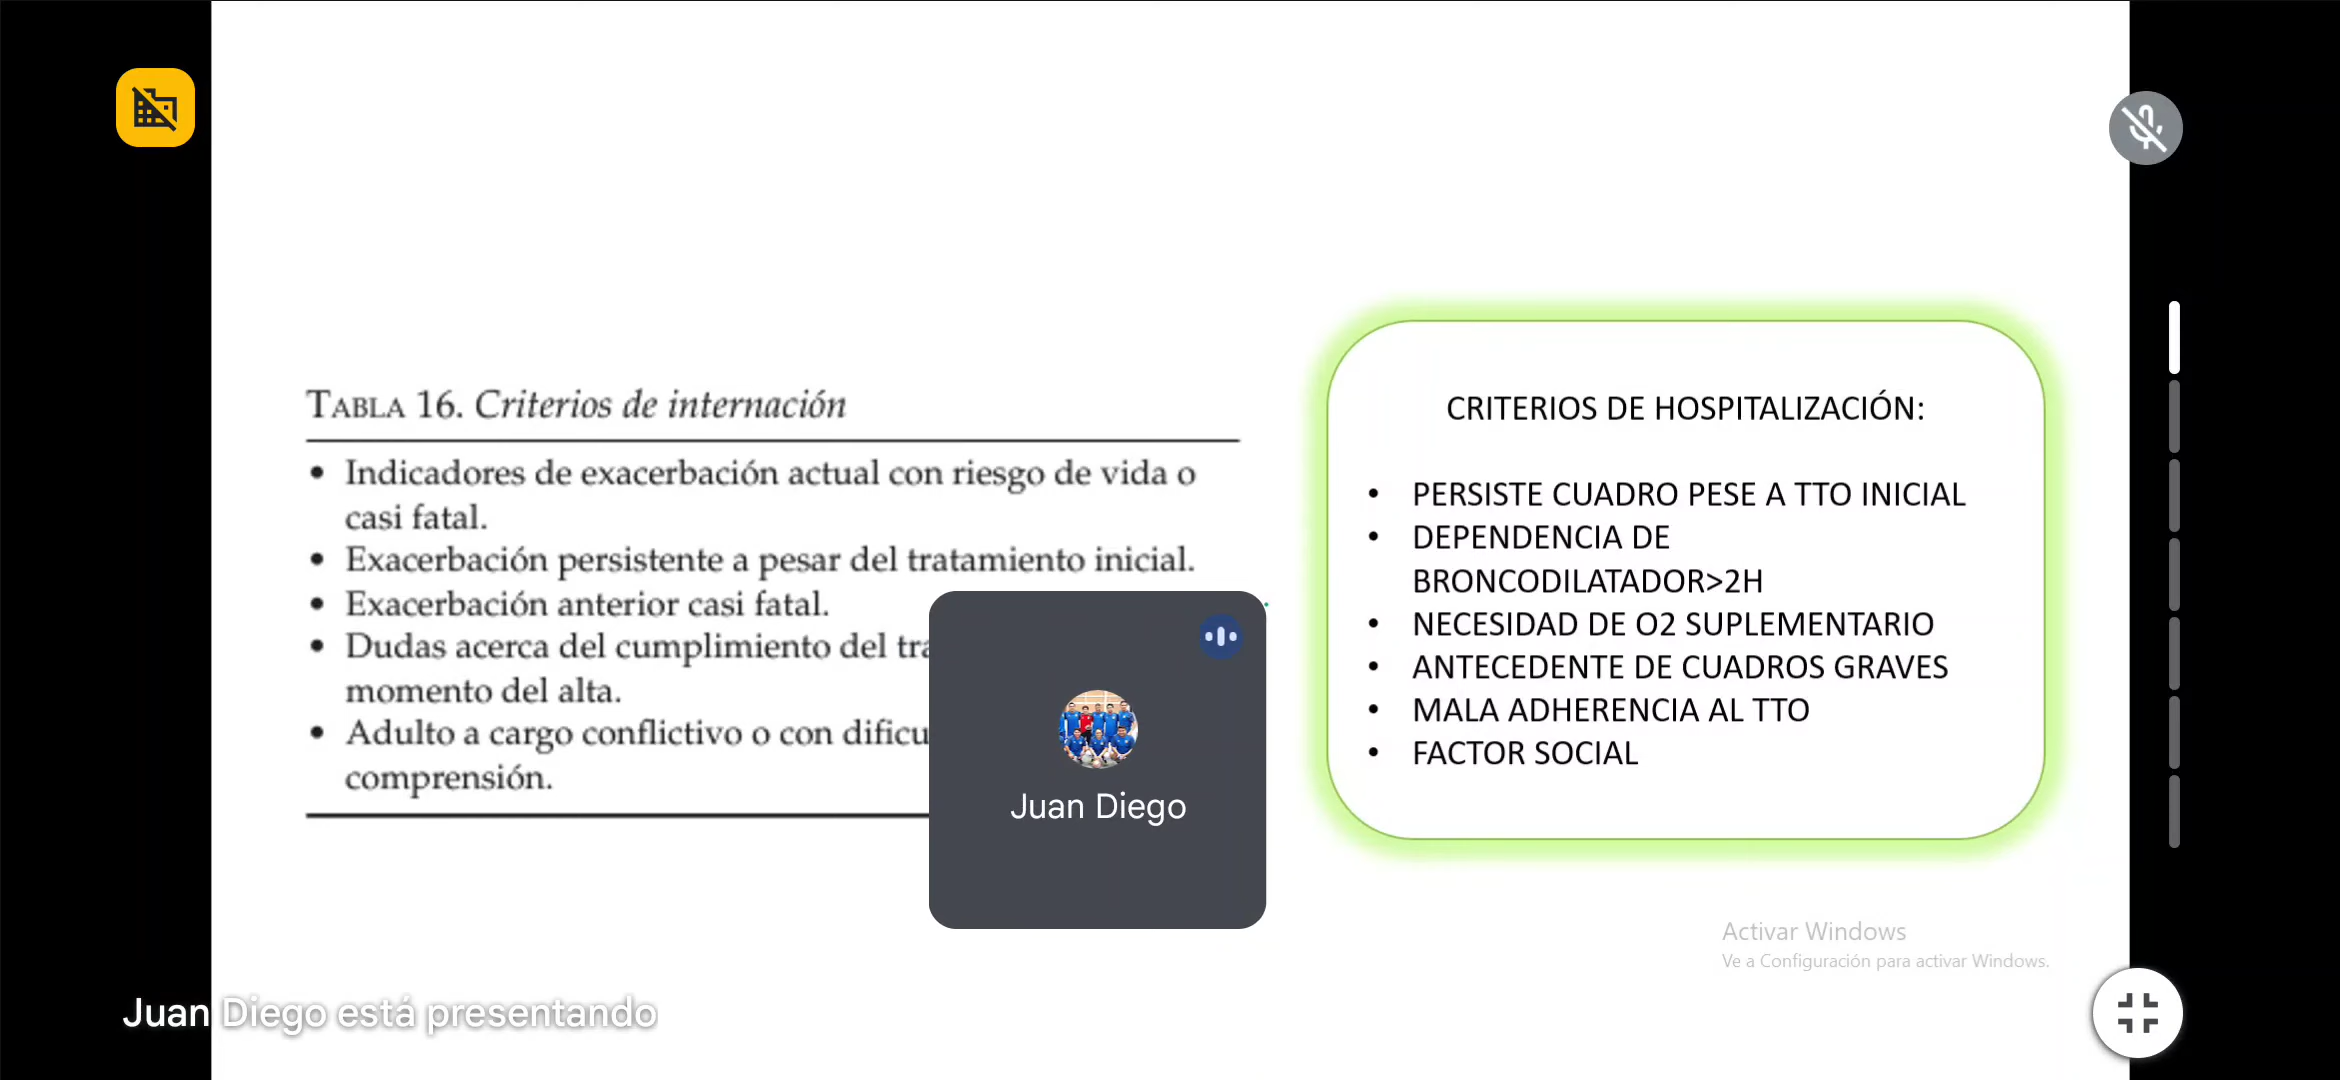 TABLA 16. Criterios de internación
• Indicadores de exacerbación actual con riesgo de vida o
casi fatal.
• Exacerbación persistente a pesar del tratamiento inicial.
• Exacerbación anterior casi fatal.
• Dudas acerca del cumplimiento del
momento del alta.
• Adulto a cargo conflictivo o con
comprensión.
Juan Diego
CRITERIOS DE HOSPITALIZACIÓN:
• PERSISTE CUADRO PESE A TTO INICIAL
• DEPENDENCIA DE
BRONCODILATADOR>2H
• NECESIDAD DE O2 SUPLEMENTARIO
• ANTECEDENTE DE CUADROS GRAVES
• MALA ADHERENCIA AL TTO
• FACTOR SOCIAL
Activar Windows
Ve a Configuración para activar Windows.
Juan Diego está presentando